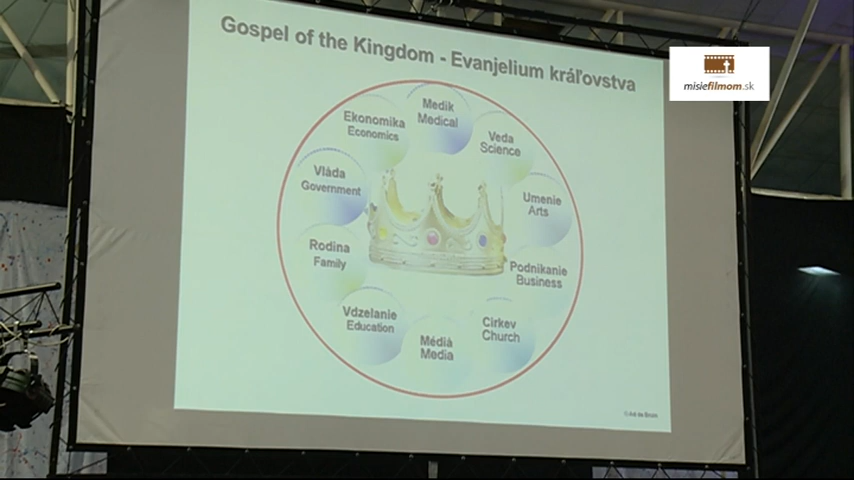 Gospel of the Kingdom - Evanjelium kráľovstva
misiefilmom.sk
Medik
Medical
Ekonomika
Economics
Veda
Science
Vláda
Government
Umenie
Arts
Rodina
Family
Podnikanie
Business
Vdzelanie
Education
Cirkev
Church
Médiá
Media